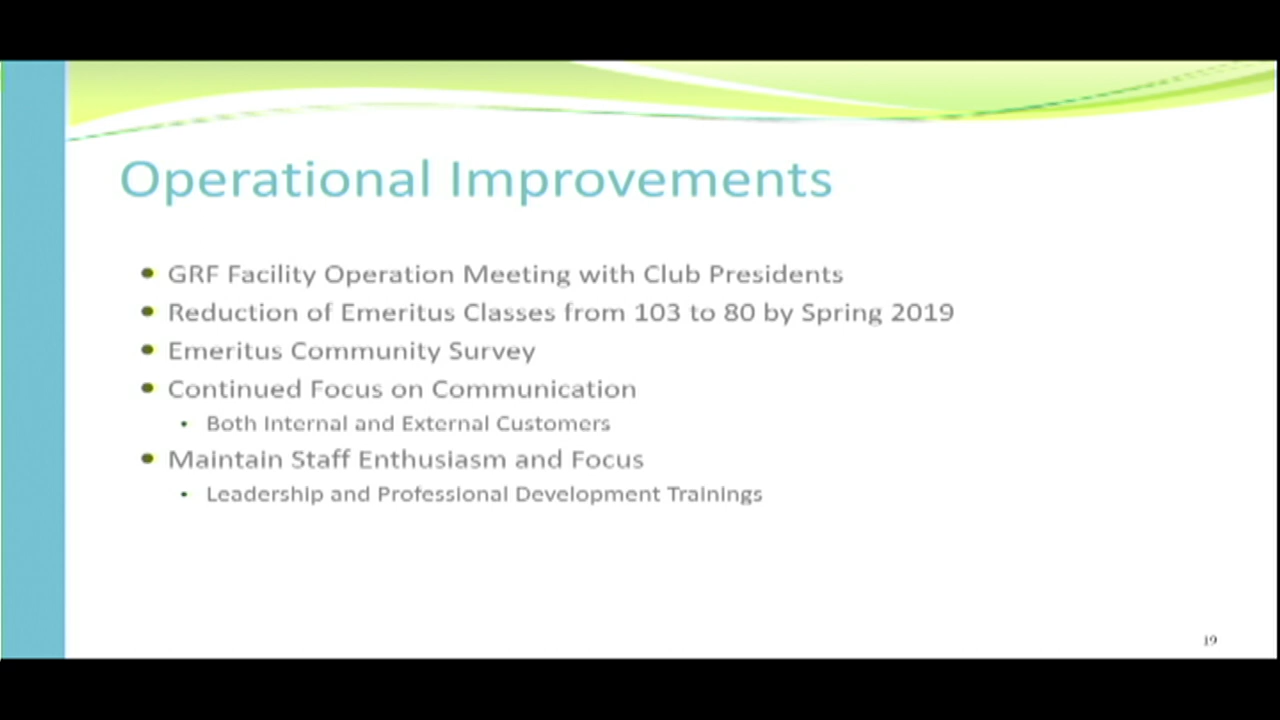 Operational Improvements
• GRF Facility Operation Meeting with Club Presidents
• Reduction of Emeritus Classes from 103 to 80 by Spring 2019
• Emeritus Community Survey
• Continued Focus on Communication
• Both Internal and External Customers
• Maintain Staff Enthusiasm and Focus
• Leadership and Professional Development Trainings
19